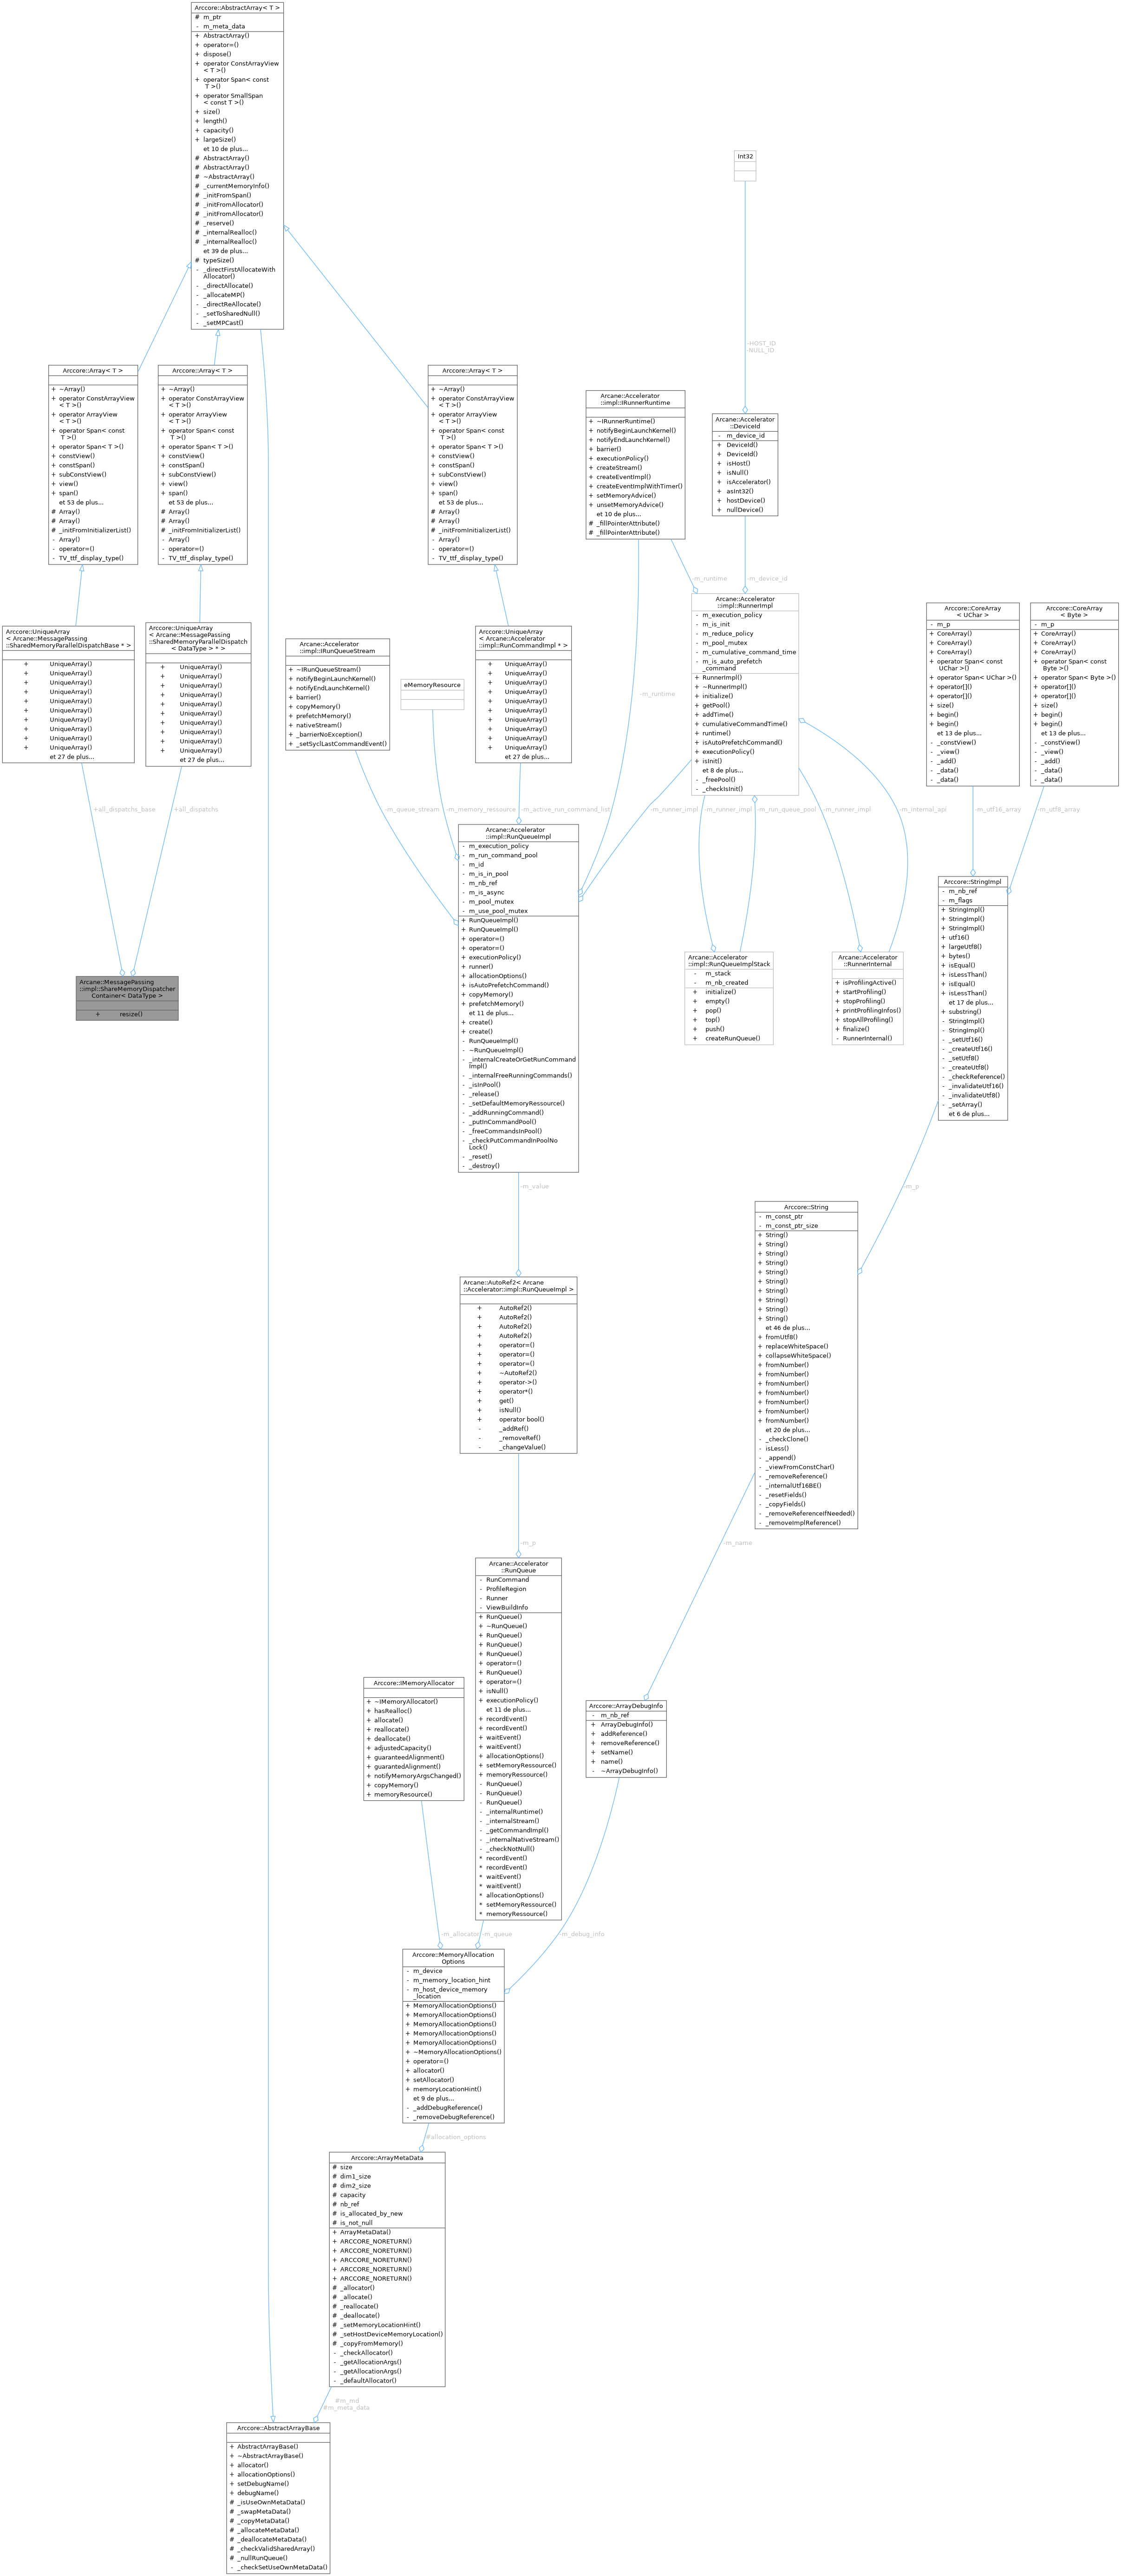 Arccore::AbstractArray< T >
# m_ptr
- m_meta_data
+ AbstractArray()
+ operator=()
+ dispose()
+ operator ConstArrayView
< T >()
+ operator Span< const
T >()
+ operator SmallSpan
< const T >()
+ size()
+ length()
+ capacity()
+ largeSize()
et 10 de plus...
# AbstractArray()
# AbstractArray()
# ~AbstractArray()
# _currentMemoryInfo()
# _initFromSpan()
# _initFromAllocator()
# _initFromAllocator()
# _reserve()
# _internalRealloc()
# _internalRealloc()
et 39 de plus...
# typeSize()
- _directFirstAllocateWith
Allocator()
- _directAllocate()
- _allocateMP()
- _directReAllocate()
- _setToSharedNull()
- _setMPCast()
Int32
-HOST_ID
NULL_ID
Arccore::Array< T >
+ ~Array()
+ operator ConstArrayView
< T >()
+ operator ArrayView
< T >()
+ operator Span< const
T >()
+ operator Span< T >()
+ constView()
+ constSpan()
+ subConstView()
+ view()
+ span()
et 53 de plus...
# Array()
# Array()
# _initFromInitializerList()
- Array()
- operator=()
- TV_ttf_display_type()
Arccore::Array< T >
+ ~Array()
+ operator ConstArrayView
< T >()
+ operator ArrayView
< T >()
+ operator Span< const
T >()
+ operator Span< T >()
+ constView()
+ constSpan()
+ subConstView()
+ view()
+ span()
et 53 de plus...
# Array()
# Array()
# _initFromInitializerList()
- Array()
- operator=()
- TV_ttf_display_type()
Arccore::Array< T >
+ ~Array()
+ operator ConstArrayView
< T >()
+ operator ArrayView
< T >()
+ operator Span< const
T >()
+ operator Span< T >()
+ constView()
+ constSpan()
+ subConstView()
+ view()
+ span()
et 53 de plus...
# Array()
# Array()
# _initFromInitializerList()
- Array()
- operator=()
- TV_ttf_display_type()
Arcane::Accelerator
::impl::IRunnerRuntime
+ ~IRunnerRuntime()
+ notifyBeginLaunchKernel()
+ notifyEndLaunchKernel()
+ barrier()
+ executionPolicy()
+ createStream()
+ createEventImpl()
+ createEventImplWithTimer()
+ setMemoryAdvice()
+ unsetMemoryAdvice()
et 10 de plus...
# _fillPointerAttribute()
# _fillPointerAttribute()
Arcane::Accelerator
::DeviceId
- m_device_id
+ DeviceId()
+ DeviceId()
+ isHost()
+ isNull()
+ isAccelerator()
+ asInt32()
+ hostDevice()
+ nullDevice()
-m_runtime
-m_device_id
Arccore::UniqueArray
< Arcane::MessagePassing
::SharedMemoryParallelDispatchBase * >
+ UniqueArray()
+ UniqueArray()
+ UniqueArray()
+ UniqueArray()
+ UniqueArray()
+ UniqueArray()
+ UniqueArray()
+ UniqueArray()
+ UniqueArray()
+ UniqueArray()
et 27 de plus...
Arccore::UniqueArray
< Arcane::MessagePassing
::SharedMemoryParallelDispatch
< DataType > * >
+ UniqueArray()
+ UniqueArray()
+ UniqueArray()
+ UniqueArray()
+ UniqueArray()
+ UniqueArray()
+ UniqueArray()
+ UniqueArray()
+ UniqueArray()
+ UniqueArray()
et 27 de plus...
Arcane::Accelerator
::impl::IRunQueueStream
+ ~IRunQueueStream()
+ notifyBeginLaunchKernel()
+ notifyEndLaunchKernel()
+ barrier()
+ copyMemory()
+ prefetchMemory()
+ nativeStream()
+ _barrierNoException()
+ _setSyclLastCommandEvent()
eMemoryResource
Arccore::UniqueArray
< Arcane::Accelerator
::impl::RunCommandImpl * >
+ UniqueArray()
+ UniqueArray()
+ UniqueArray()
+ UniqueArray()
+ UniqueArray()
+ UniqueArray()
+ UniqueArray()
+ UniqueArray()
+ UniqueArray()
+ UniqueArray()
et 27 de plus...
-m_runtime
Arcane::Accelerator
::impl::RunnerImpl
- m_execution_policy
- m_is_init
- m_reduce_policy
- m_pool_mutex
- m_cumulative_command_time
- m_is_auto_prefetch
_command
+ RunnerImpl()
+ ~RunnerImpl()
+ initialize()
+ getPool()
+ addTime()
+ cumulativeCommandTime()
+ runtime()
+ isAutoPrefetchCommand()
+ executionPolicy()
+ isInit()
et 8 de plus...
- _freePool()
- _checkIsInit()
Arccore::CoreArray
< UChar >
- m_p
+ CoreArray()
+ CoreArray()
+ CoreArray()
+ operator Span< const
UChar >()
+ operator Span< UChar >()
+ operator[]()
+ operator[]()
+ size()
+ begin()
+ begin()
et 13 de plus...
- _constView()
- _view()
- _add()
- _data()
- _data()
Arccore::CoreArray
< Byte >
- m_p
+ CoreArray()
+ CoreArray()
+ CoreArray()
+ operator Span< const
Byte >()
+ operator Span< Byte >()
+ operator[]()
+ operator[]()
+ size()
+ begin()
+ begin()
et 13 de plus...
- _constView()
- _view()
- _add()
- _data()
- _data()
+all_dispatchs_base
+all_dispatchs
-m_queue_stream
-m_memory_ressource
-m_active_run_command_list
-m_runner_impl
-m_runner_impl
-m_run_queue_pool
-m_runner_impl
-m_internal_api
-m_utf16_array
-m_utf8_array
Arcane::MessagePassing
::impl::ShareMemoryDispatcher
Container< DataType >
+ resize()
Arcane::Accelerator
::impl::RunQueueImpl
- m_execution_policy
- m_run_command_pool
- m_id
- m_is_in_pool
- m_nb_ref
- m_is_async
- m_pool_mutex
- m_use_pool_mutex
+ RunQueueImpl()
+ RunQueueImpl()
+ operator=()
+ operator=()
+ executionPolicy()
+ runner()
+ allocationOptions()
+ isAutoPrefetchCommand()
+ copyMemory()
+ prefetchMemory()
et 11 de plus...
+ create()
+ create()
- RunQueueImpl()
- ~RunQueueImpl()
- _internalCreateOrGetRunCommand
Impl()
- _internalFreeRunningCommands()
- _isInPool()
- _release()
- _setDefaultMemoryRessource()
- _addRunningCommand()
- _putInCommandPool()
- _freeCommandsInPool()
- _checkPutCommandInPoolNo
Lock()
- _reset()
- _destroy()
Arcane::Accelerator
::impl::RunQueueImplStack
- m_stack
- m_nb_created
+ initialize()
+ empty()
+ pop()
+ top()
+ push()
+ createRunQueue()
Arcane::Accelerator
::RunnerInternal
+ isProfilingActive()
+ startProfiling()
+ stopProfiling()
+ printProfilingInfos()
+ stopAllProfiling()
+ finalize()
- RunnerInternal()
Arccore::StringImpl
- m_nb_ref
- m_flags
+ StringImpl()
+ StringImpl()
+ StringImpl()
+ utf16()
+ largeUtf8()
+ bytes()
+ isEqual()
+ isLessThan()
+ isEqual()
+ isLessThan()
et 17 de plus...
+ substring()
- StringImpl()
- StringImpl()
- _setUtf16()
- _createUtf16()
- _setUtf8()
- _createUtf8()
- _checkReference()
- _invalidateUtf16()
- _invalidateUtf8()
- _setArray()
et 6 de plus...
-m_value
-m_p
Arcane::AutoRef2< Arcane
::Accelerator::impl::RunQueueImpl >
+ AutoRef2()
+ AutoRef2()
+ AutoRef2()
+ AutoRef2()
+ operator=()
+ operator=()
+ operator=()
+ ~AutoRef2()
+ operator->()
+ operator*()
+ get()
+ isNull()
+ operator bool()
- _addRef()
- _removeRef()
- _changeValue()
Arccore::String
- m_const_ptr
- m_const_ptr_size
+ String()
+ String()
+ String()
+ String()
+ String()
+ String()
+ String()
+ String()
+ String()
+ String()
et 46 de plus...
+ fromUtf8()
+ replaceWhiteSpace()
+ collapseWhiteSpace()
+ fromNumber()
+ fromNumber()
+ fromNumber()
+ fromNumber()
+ fromNumber()
+ fromNumber()
+ fromNumber()
et 20 de plus...
- _checkClone()
- isLess()
- _append()
- _viewFromConstChar()
- _removeReference()
- _internalUtf16BE()
- _resetFields()
- _copyFields()
- _removeReferenceIfNeeded()
- _removeImplReference()
-m_p
-m_name
Arcane::Accelerator
::RunQueue
- RunCommand
- ProfileRegion
- Runner
- ViewBuildInfo
+ RunQueue()
+ ~RunQueue()
+ RunQueue()
+ RunQueue()
+ RunQueue()
+ operator=()
+ RunQueue()
+ operator=()
+ isNull()
+ executionPolicy()
et 11 de plus...
+ recordEvent()
+ recordEvent()
+ waitEvent()
+ waitEvent()
+ allocationOptions()
+ setMemoryRessource()
+ memoryRessource()
- RunQueue()
- RunQueue()
- RunQueue()
- _internalRuntime()
- _internalStream()
- _getCommandImpl()
- _internalNativeStream()
- _checkNotNull()
* recordEvent()
* recordEvent()
* waitEvent()
* waitEvent()
* allocationOptions()
* setMemoryRessource()
* memoryRessource()
Arccore::IMemoryAllocator
+ ~IMemoryAllocator()
+ hasRealloc()
+ allocate()
+ reallocate()
+ deallocate()
+ adjustedCapacity()
+ guaranteedAlignment()
+ guarantedAlignment()
+ notifyMemoryArgsChanged()
+ copyMemory()
+ memoryResource()
Arccore::ArrayDebugInfo
- m_nb_ref
+ ArrayDebugInfo()
+ addReference()
+ removeReference()
+ setName()
+ name()
- ~ArrayDebugInfo()
-m_allocator
-m_queue
-m_debug_info
Arccore::MemoryAllocation
Options
- m_device
- m_memory_location_hint
- m_host_device_memory
_location
+ MemoryAllocationOptions()
+ MemoryAllocationOptions()
+ MemoryAllocationOptions()
+ MemoryAllocationOptions()
+ MemoryAllocationOptions()
+ ~MemoryAllocationOptions()
+ operator=()
+ allocator()
+ setAllocator()
+ memoryLocationHint()
et 9 de plus...
- _addDebugReference()
- _removeDebugReference()
#allocation_options
Arccore::ArrayMetaData
# size
# dim1_size
# dim2_size
# capacity
# nb_ref
# is_allocated_by_new
# is_not_null
+ ArrayMetaData()
+ ARCCORE_NORETURN()
+ ARCCORE_NORETURN()
+ ARCCORE_NORETURN()
+ ARCCORE_NORETURN()
+ ARCCORE_NORETURN()
# _allocator()
# _allocate()
# _reallocate()
# _deallocate()
# _setMemoryLocationHint()
# _setHostDeviceMemoryLocation()
# _copyFromMemory()
- _checkAllocator()
- _getAllocationArgs()
- _getAllocationArgs()
- _defaultAllocator()
#m_md
#m_meta_data
Arccore::AbstractArrayBase
+ AbstractArrayBase()
+ ~AbstractArrayBase()
+ allocator()
+ allocationOptions()
+ setDebugName()
+ debugName()
# _isUseOwnMetaData()
# _swapMetaData()
# _copyMetaData()
# _allocateMetaData()
# _deallocateMetaData()
# _checkValidSharedArray()
# _nullRunQueue()
- _checkSetUseOwnMetaData()